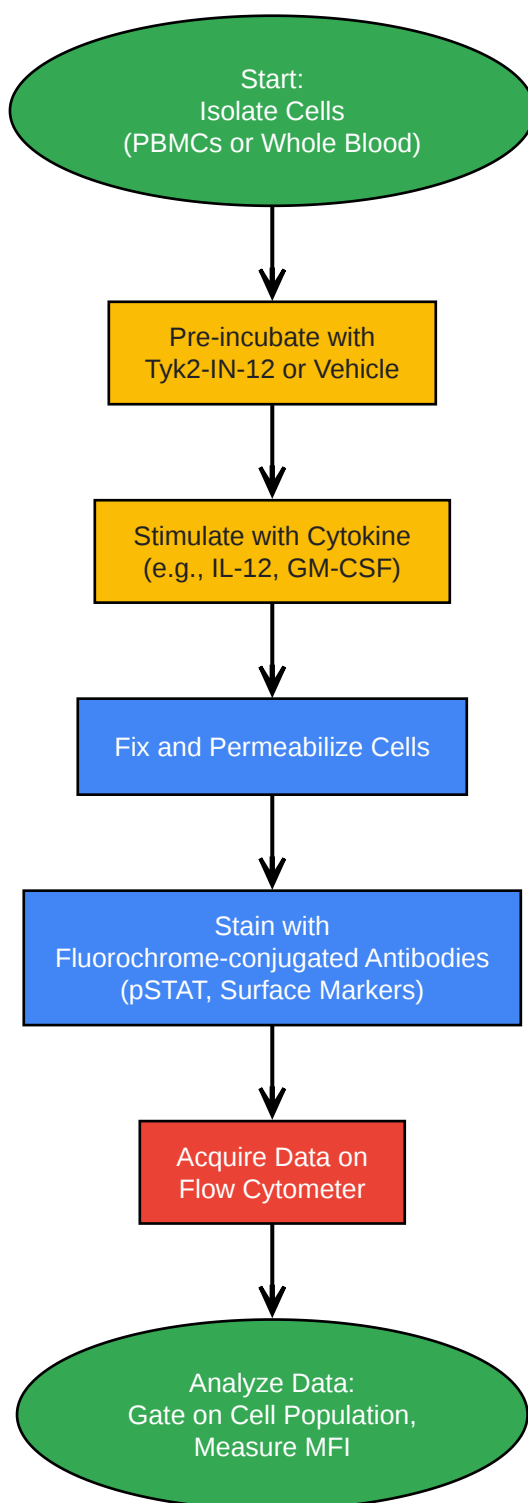 Start:
Isolate Cells
(PBMCs or Whole Blood)
Pre-incubate with
Tyk2-IN-12 or Vehicle
Stimulate with Cytokine
(e.g., IL-12, GM-CSF)
Fix and Permeabilize Cells
Stain with
Fluorochrome-conjugated Antibodies
(pSTAT, Surface Markers)
Acquire Data on
Flow Cytometer
Analyze Data:
Gate on Cell Population,
Measure MFI